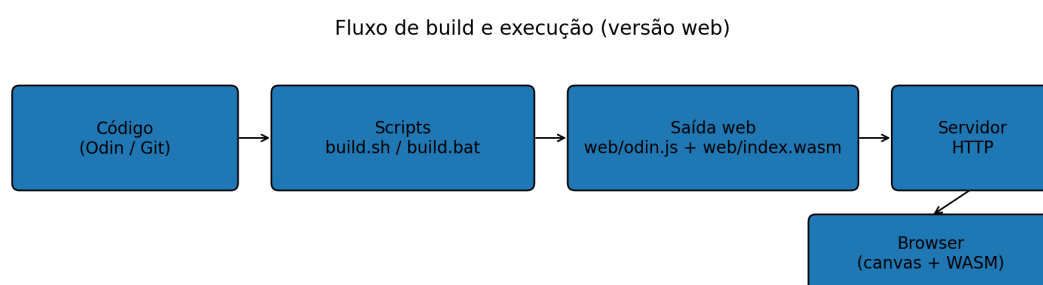 Fluxo de build e execução (versão web)
Código
(Odin / Git)
Scripts
build.sh / build.bat
Saída web
web/odin.js + web/index.wasm
Servidor
HTTP
Browser
(canvas + WASM)